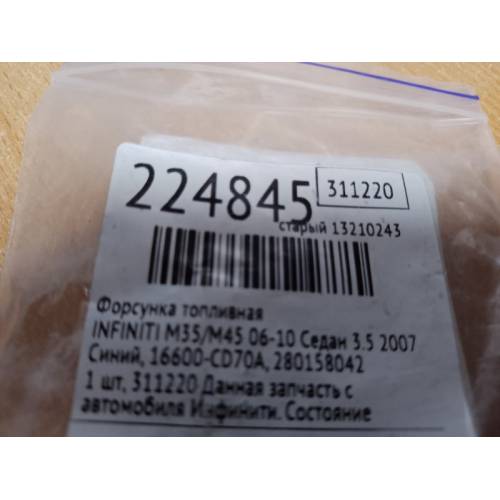 224845 311220
старый 13210243
Форсунка топливная
INFINITI M35/M45 06-10 Седан 3.5 2007
Синий, 16600-CD70A, 280158042
1 шт, 311220 Данная запчасть с
автомобиля Инфинити. Состояние